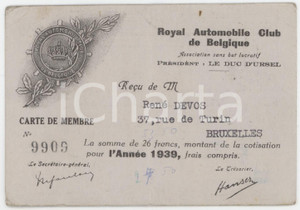 Royal Automobile Club
de Belgique
Association sans but lucratif
PRÉSIDENT : LE DUC D'URSEL
Reçu de M
René DEVOS
37, rue de Turin
BRUXELLES
CARTE DE MEMBRE
N°
9909
La somme de 26 francs, montant de la cotisation
pour l'Année 1939, frais compris.
Le Secrétaire-général,
Le Trésorier,
Hansez
iCharta